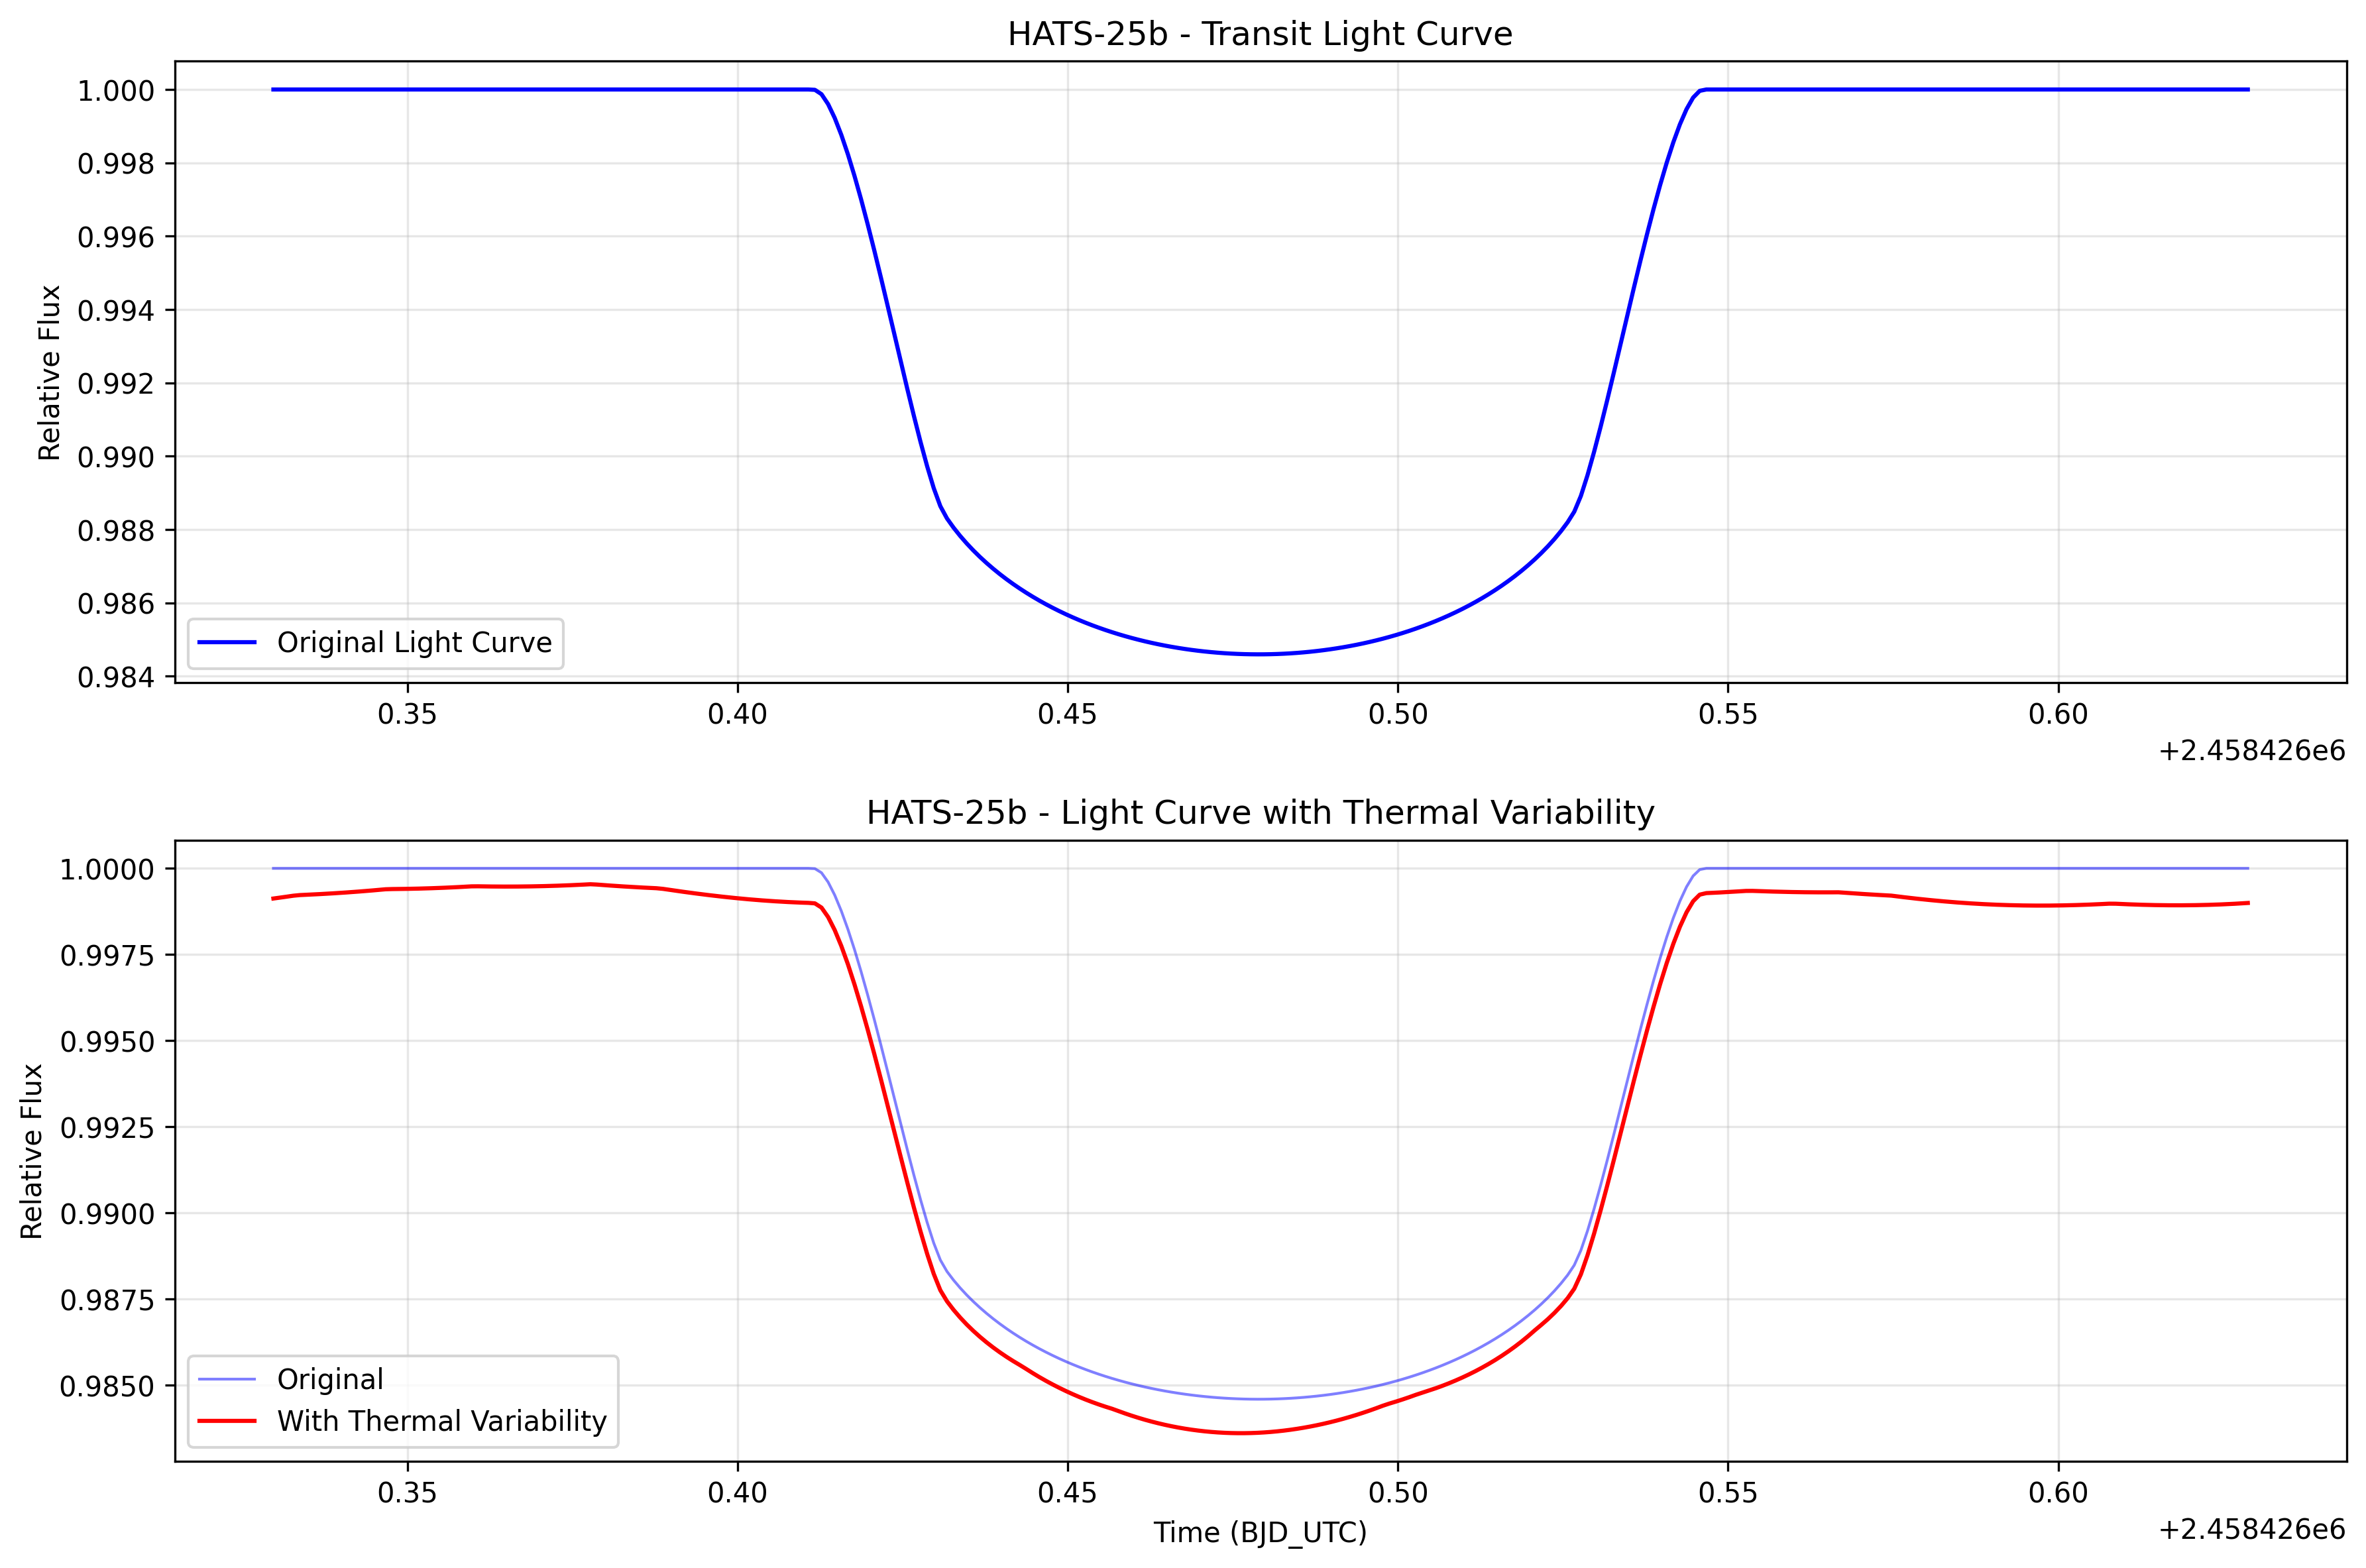 HATS-25b - Transit Light Curve
Relative Flux
1.000
0.998
0.996
0.994
0.992
0.990
0.988
0.986
0.984
Original Light Curve
0.35 0.40 0.45 0.50 0.55 0.60
+2.458426e6
HATS-25b - Light Curve with Thermal Variability
Relative Flux
1.0000
0.9975
0.9950
0.9925
0.9900
0.9875
0.9850
Original
With Thermal Variability
0.35 0.40 0.45 0.50 0.55 0.60
Time (BJD_UTC)
+2.458426e6